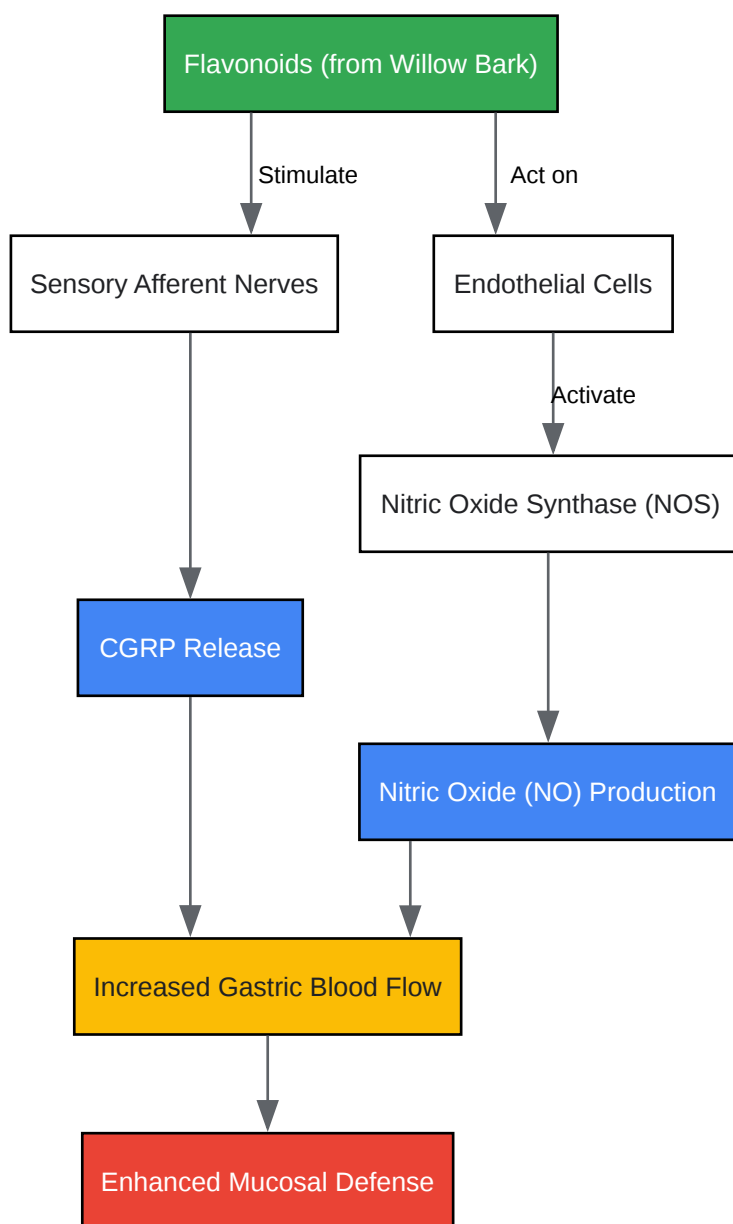 Flavonoids (from Willow Bark)
Stimulate
Act on
Sensory Afferent Nerves
Endothelial Cells
Activate
Nitric Oxide Synthase (NOS)
CGRP Release
Nitric Oxide (NO) Production
Increased Gastric Blood Flow
Enhanced Mucosal Defense